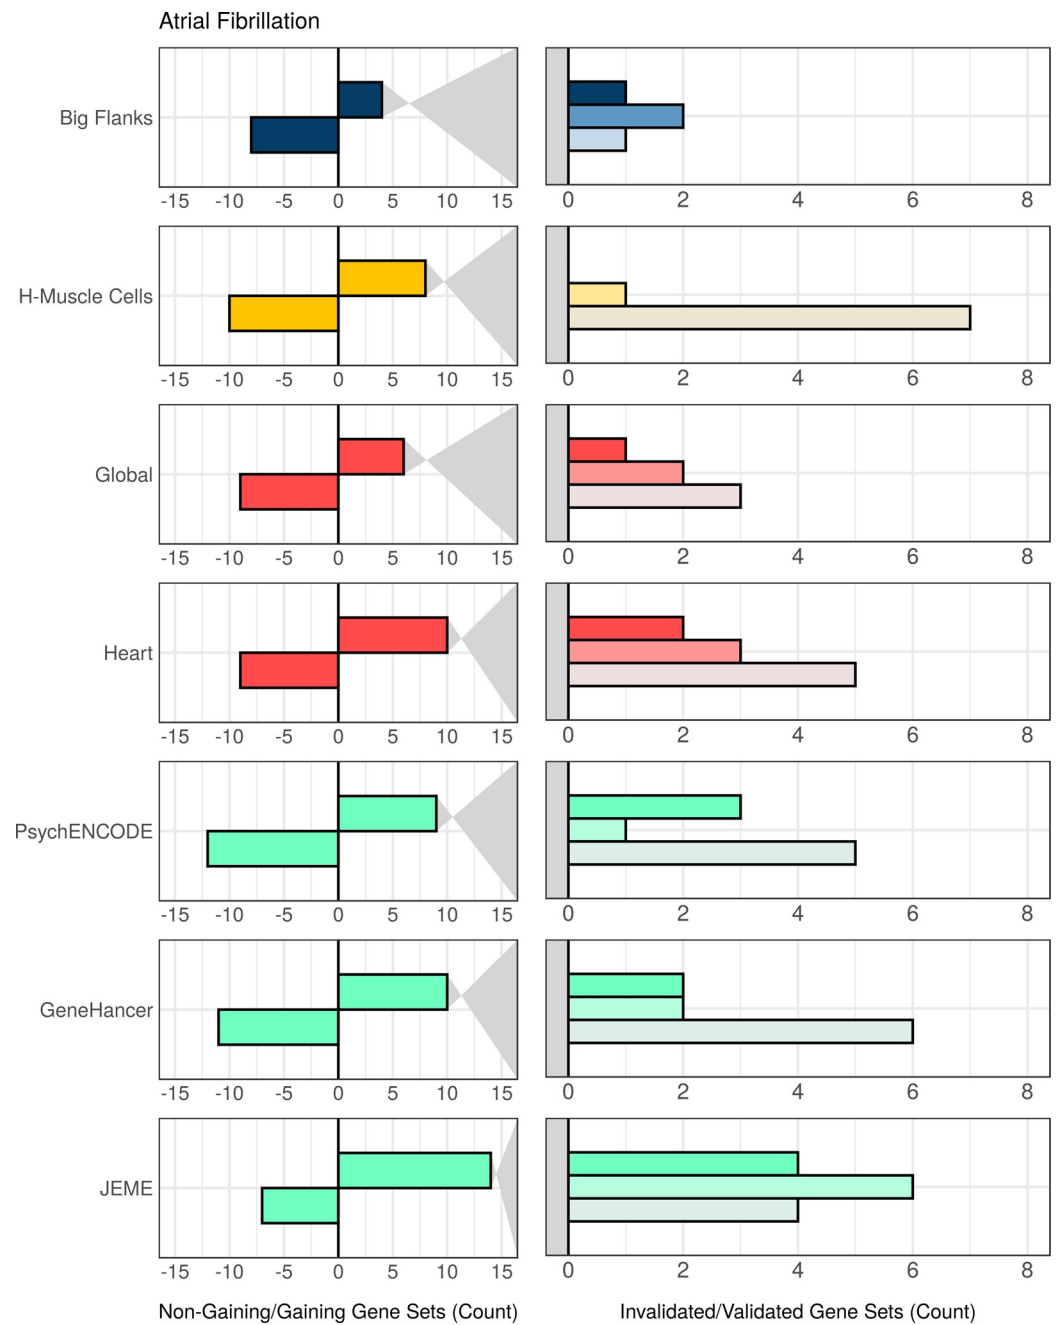 Atrial Fibrillation
Big Flanks
-15 -10 -5 0 5 10 15
0 2 4 6 8
H-Muscle Cells
-15 -10 -5 0 5 10 15
0 2 4 6 8
Global
-15 -10 -5 0 5 10 15
0 2 4 6 8
Heart
-15 -10 -5 0 5 10 15
0 2 4 6 8
PsychENCODE
-15 -10 -5 0 5 10 15
0 2 4 6 8
GeneHancer
-15 -10 -5 0 5 10 15
0 2 4 6 8
JEME
-15 -10 -5 0 5 10 15
0 2 4 6 8
Non-Gaining/Gaining Gene Sets (Count)
Invalidated/Validated Gene Sets (Count)